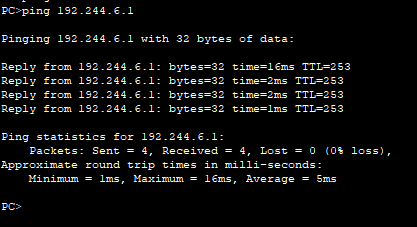 PC>ping 192.244.6.1
Pinging 192.244.6.1 with 32 bytes of data:
Reply from 192.244.6.1: bytes=32 time=16ms TTL=253
Reply from 192.244.6.1: bytes=32 time=2ms TTL=253
Reply from 192.244.6.1: bytes=32 time=2ms TTL=253
Reply from 192.244.6.1: bytes=32 time=1ms TTL=253
Ping statistics for 192.244.6.1:
Packets: Sent = 4, Received = 4, Lost = 0 (0% loss),
Approximate round trip times in milli-seconds:
Minimum = 1ms, Maximum = 16ms, Average = 5ms
PC>